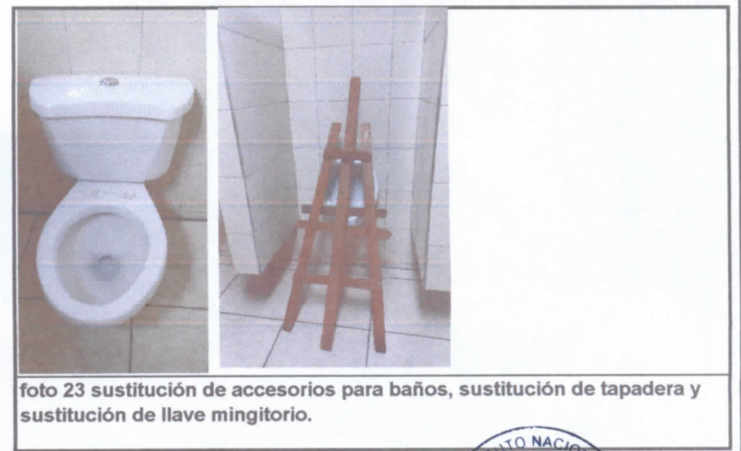 foto 23 sustitución de accesorios para baños, sustitución de tapadera y
sustitución de llave mingitorio.